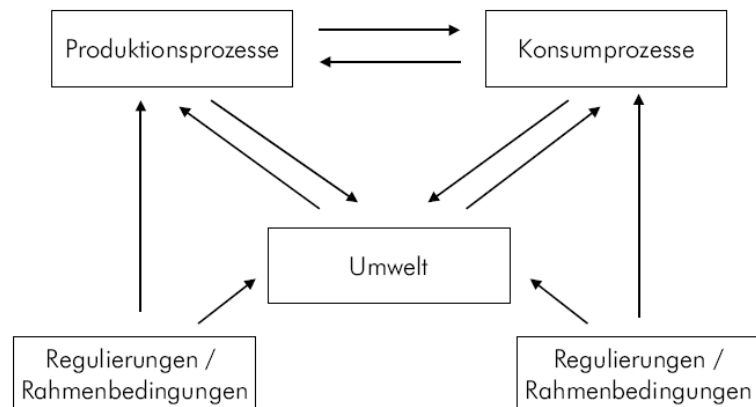 Produktionsprozesse
Konsumprozesse
Umwelt
Regulierungen /
Rahmenbedingungen
Regulierungen /
Rahmenbedingungen